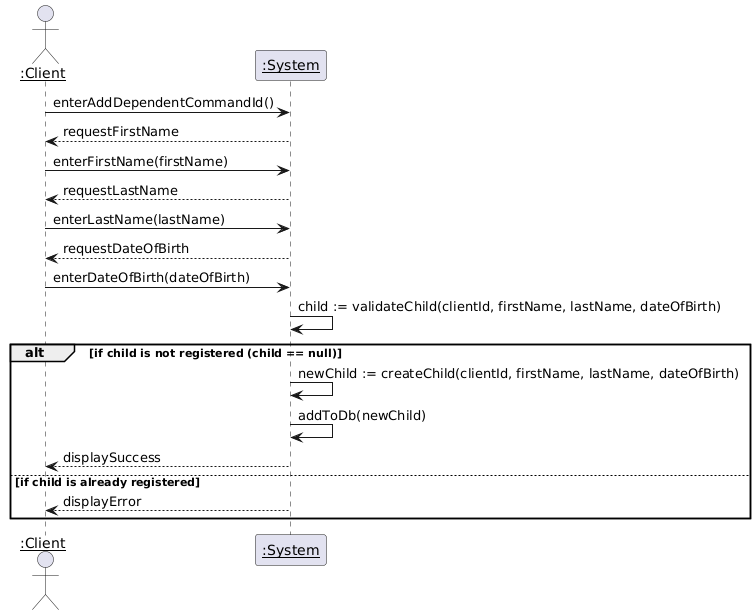 :Client
:System
enterAddDependentCommandId()
requestFirstName
enterFirstName(firstName)
requestLastName
enterLastName(lastName)
requestDateOfBirth
enterDateOfBirth(dateOfBirth)
child := validateChild(clientId, firstName, lastName, dateOfBirth)
alt [if child is not registered (child == null)]
newChild := createChild(clientId, firstName, lastName, dateOfBirth)
addToDb(newChild)
displaySuccess
[if child is already registered]
displayError
:Client
:System